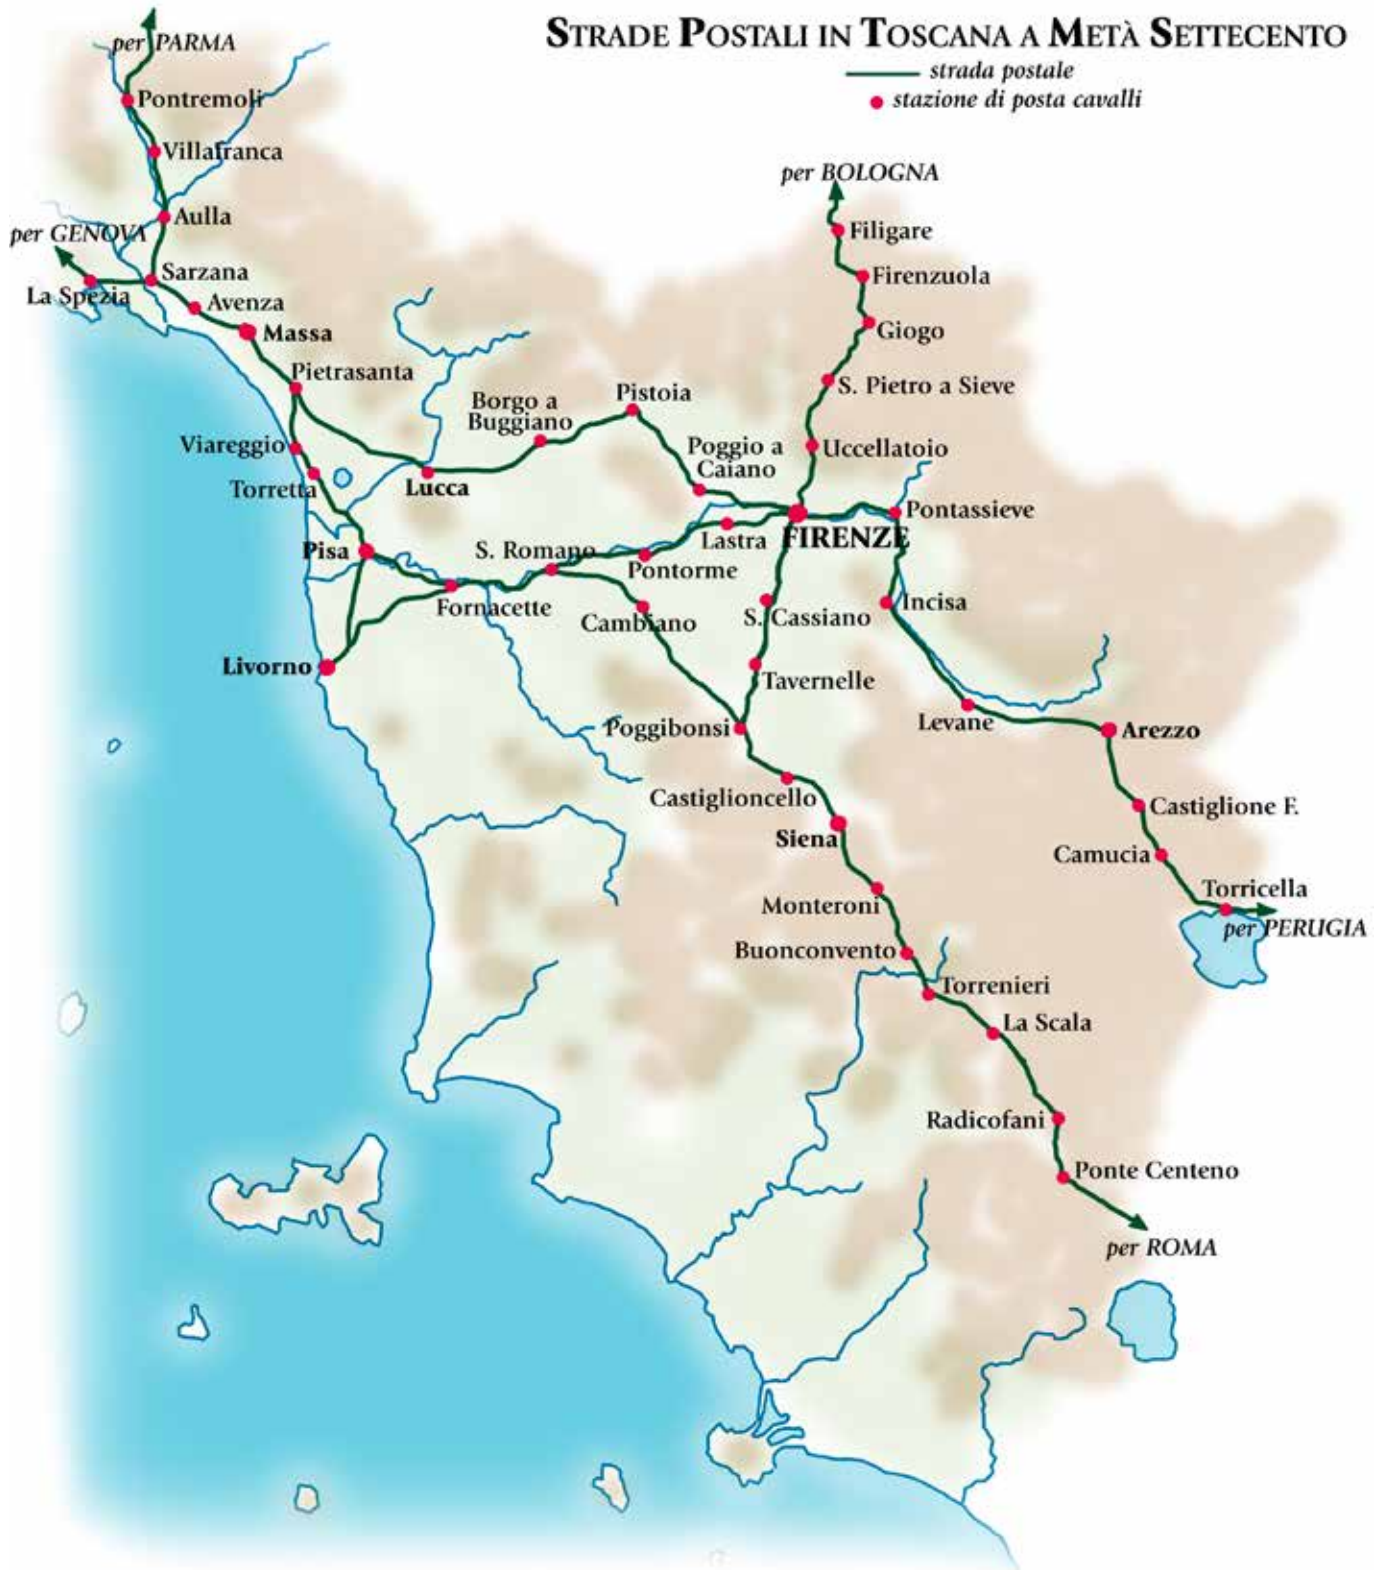 STRADE POSTALI IN TOSCANA A METÀ SETTECENTO
strada postale
stazione di posta cavalli
per PARMA
Pontremoli
Villafranca
per BOLOGNA
Aulla
Filigare
per GENOVA
Sarzana
Firenzuola
La Spezia
Avenza
Massa
Giogo
Pietrasanta
S. Pietro a Sieve
Pistoia
Borgo a
Buggiano
Viareggio
Poggio a
Caiano
Uccellatoio
Torretta
Lucca
Pontassieve
Lastra
FIRENZE
Pisa
S. Romano
Pontorme
Fornacette
Cambiano
S. Cassiano
Incisa
Livorno
Tavernelle
Poggibonsi
Levane
Arezzo
Castiglioncello
Castiglione F.
Siena
Camucia
Monteroni
Torricella
per PERUGIA
Buonconvento
Torrenieri
La Scala
Radicofani
Ponte Centeno
per ROMA